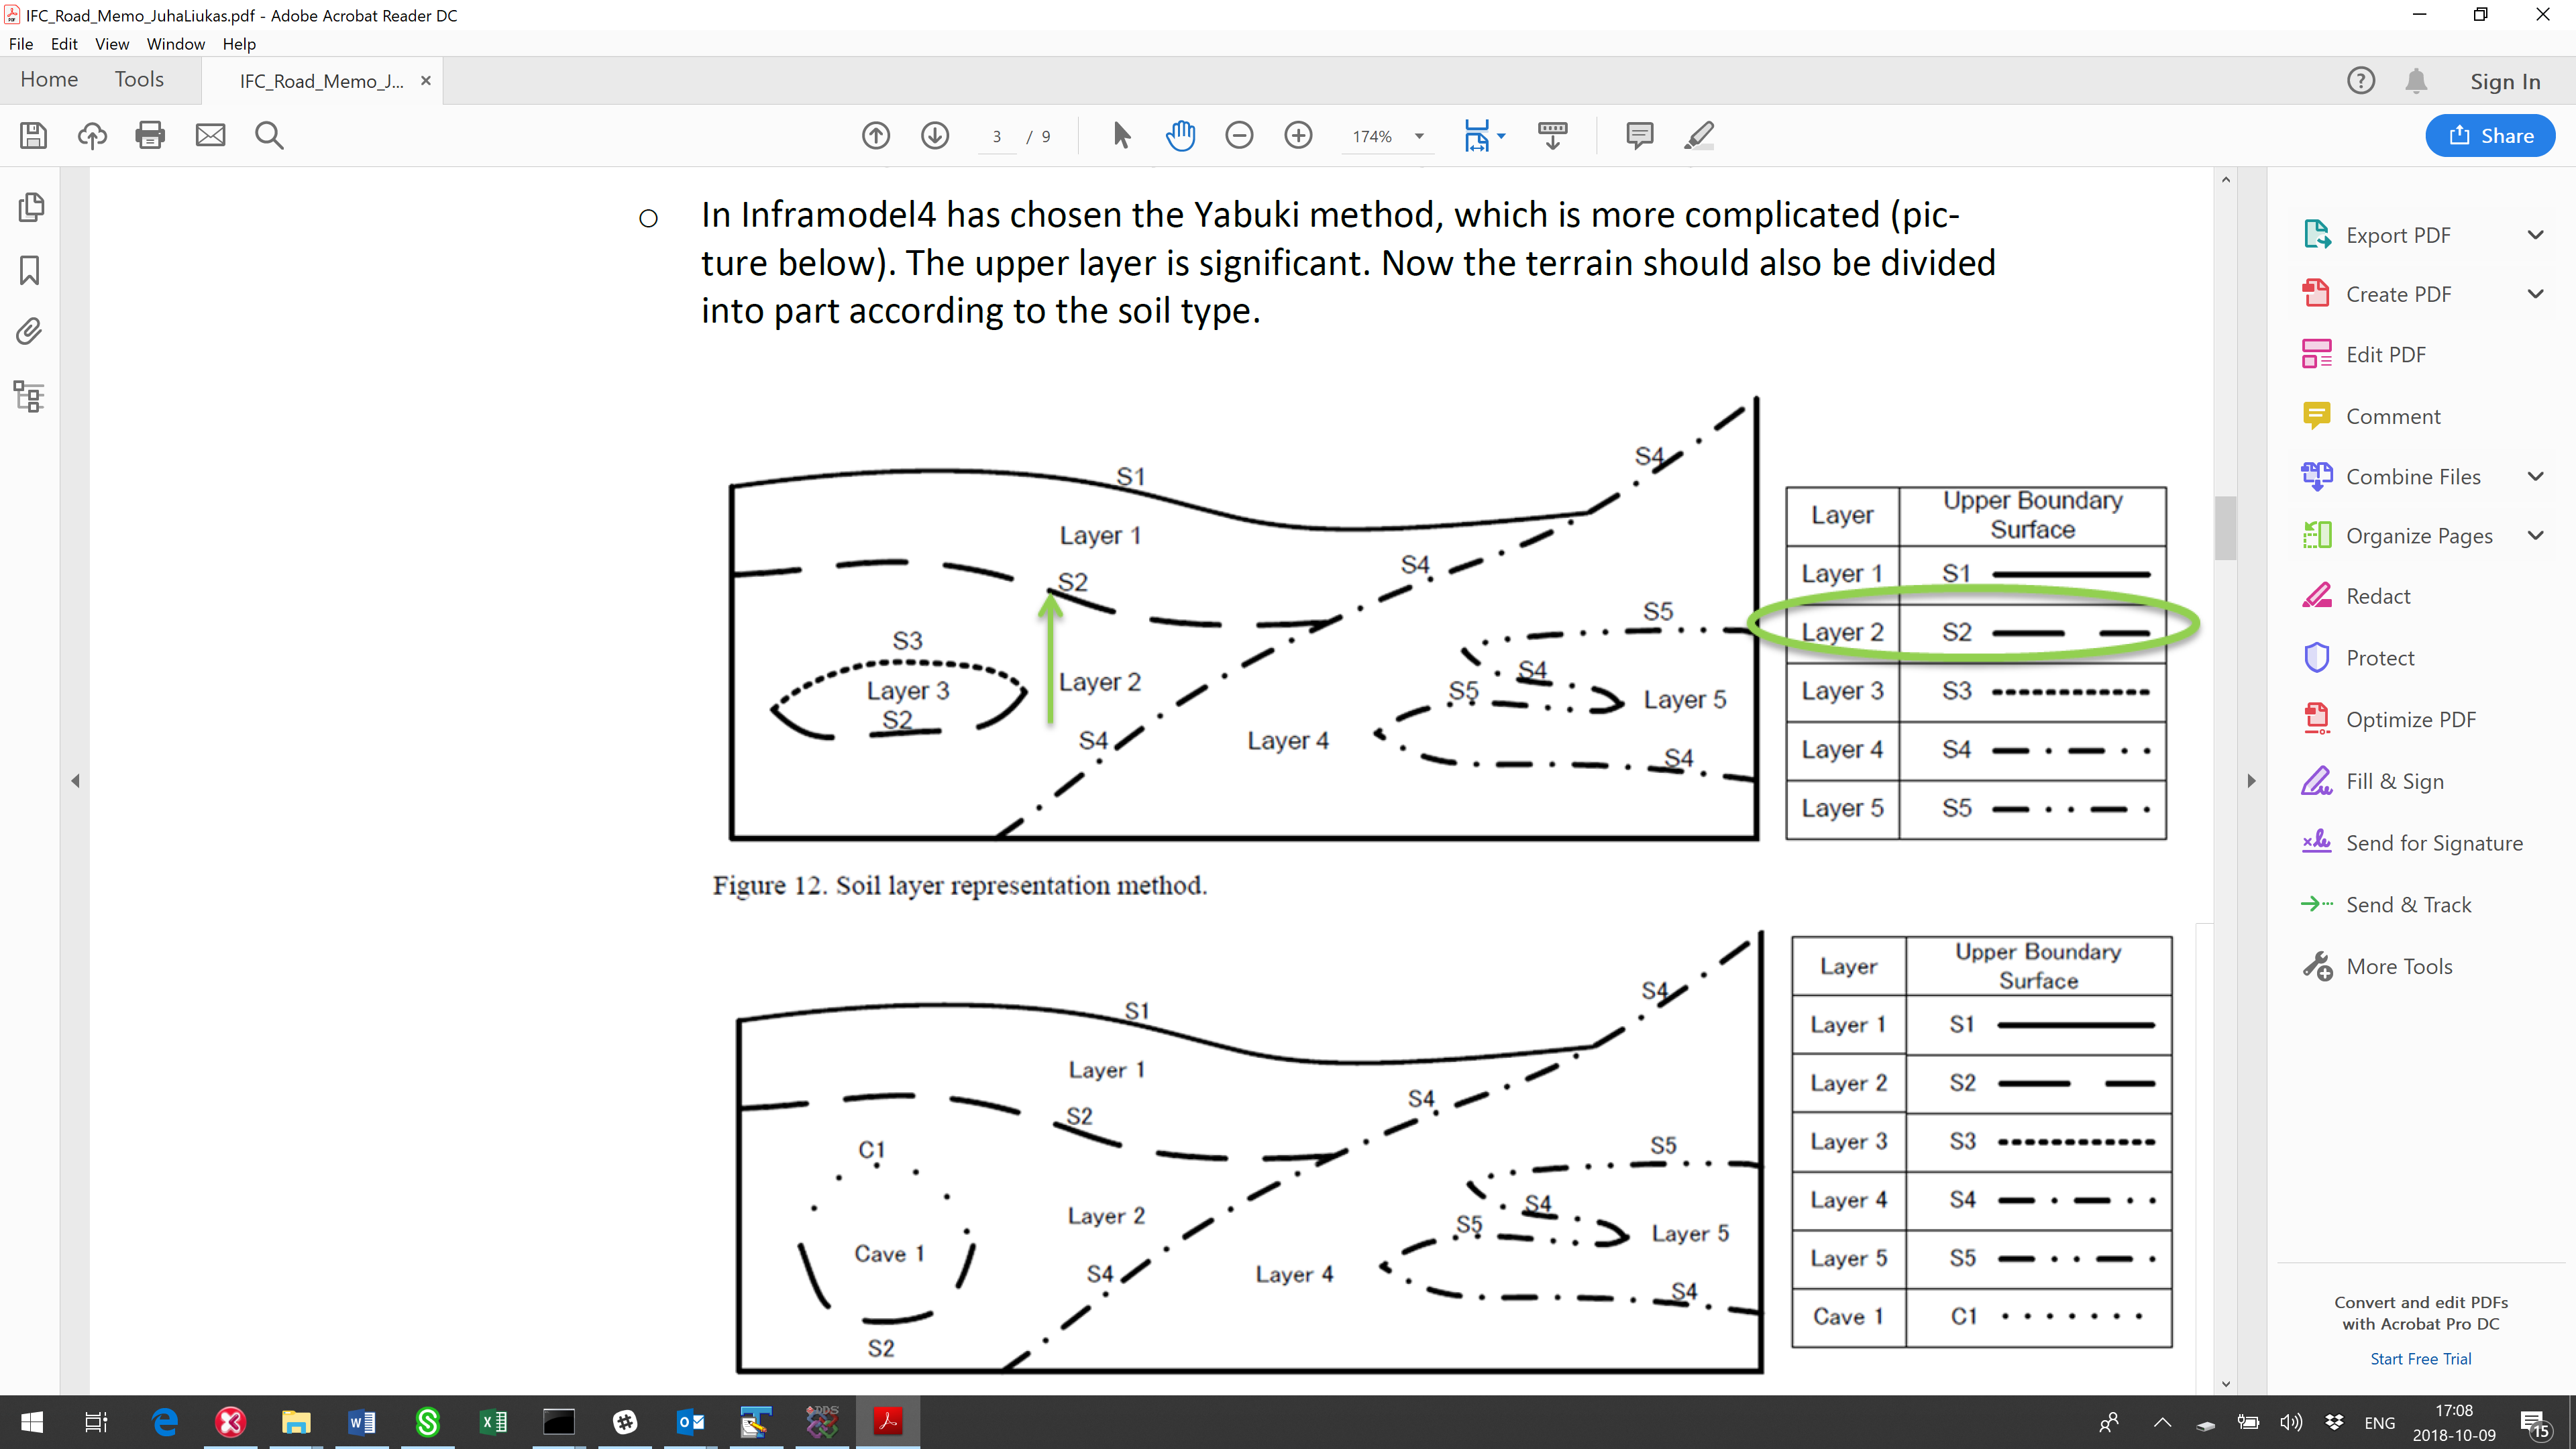 IFC_Road_Memo_JuhaLiukas.pdf - Adobe Acrobat Reader DC
File Edit View Window Help
Home Tools IFC_Road_Memo_J... × Sign In
3 / 9 174% Share
○ In Inframodel4 has chosen the Yabuki method, which is more complicated (pic-
ture below). The upper layer is significant. Now the terrain should also be divided
into part according to the soil type.
S1
S4
Layer 1
S4
S2
S5
S3
S4
Layer 2
Layer 3
S5
Layer 5
S2
S4
Layer 4
S4
Layer Upper Boundary
Surface
Layer 1 S1
Layer 2 S2
Layer 3 S3
Layer 4 S4
Layer 5 S5
Figure 12. Soil layer representation method.
S1
S4
Layer 1
S4
S2
C1
S5
S4
Layer 2
S5
Layer 5
Cave 1
S4
Layer 4
S4
S2
Layer Upper Boundary
Surface
Layer 1 S1
Layer 2 S2
Layer 3 S3
Layer 4 S4
Layer 5 S5
Cave 1 C1
Export PDF
Create PDF
Edit PDF
Comment
Combine Files
Organize Pages
Redact
Protect
Optimize PDF
Fill & Sign
Send for Signature
Send & Track
More Tools
Convert and edit PDFs
with Acrobat Pro DC
Start Free Trial
DDS
ENG
17:08
2018-10-09
15